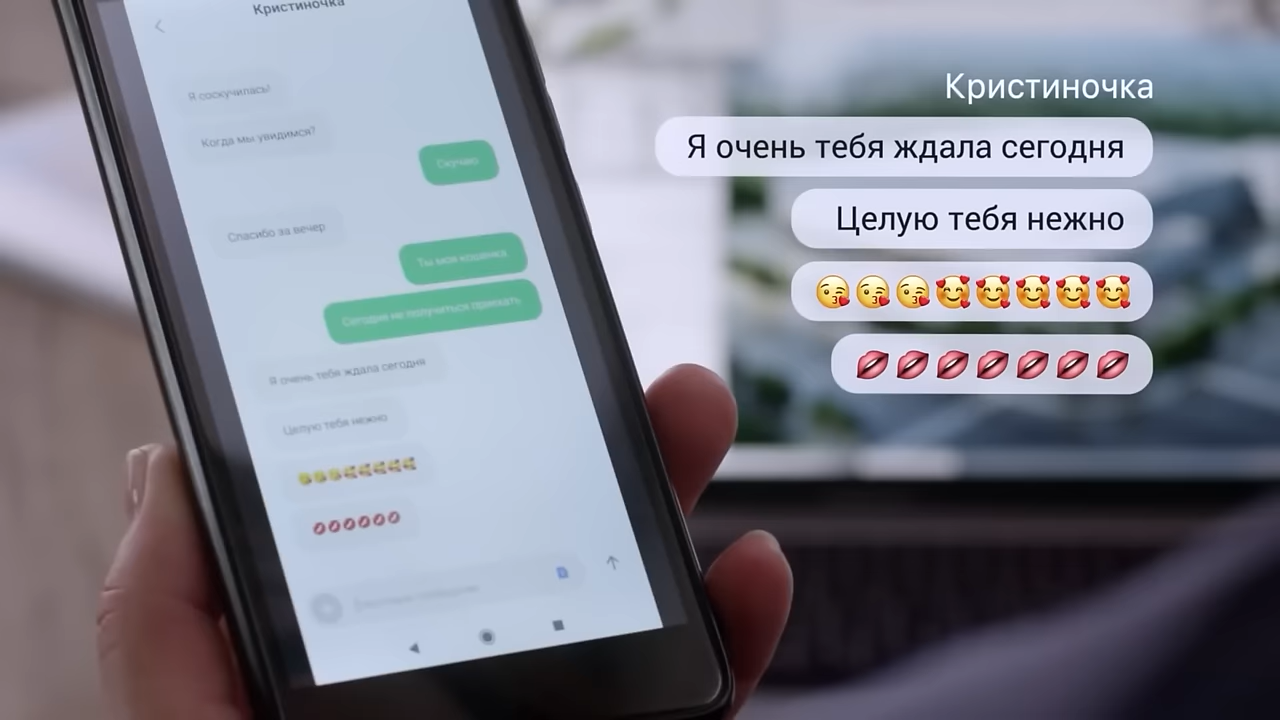 Кристиночка
Я соскучилась!
Когда мы увидимся?
Скучаю
Спасибо за вечер
Ты моя кошечка
Сегодня не получиться приехать
Я очень тебя ждала сегодня
Целую тебя нежно
😘😘😘🥰🥰🥰🥰🥰
💋💋💋💋💋💋
Кристиночка
Я очень тебя ждала сегодня
Целую тебя нежно
😘😘😘🥰🥰🥰🥰🥰
💋💋💋💋💋💋💋